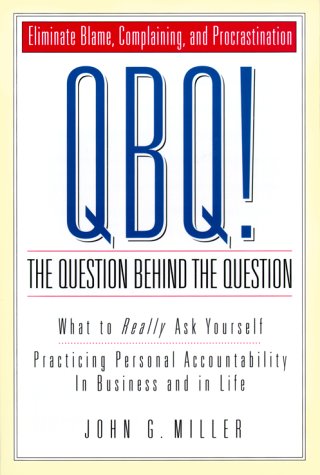 Eliminate Blame, Complaining, and Procrastination
QBQ!
THE QUESTION BEHIND THE QUESTION
What to Really Ask Yourself
Practicing Personal Accountability
In Business and in Life
JOHN G. MILLER